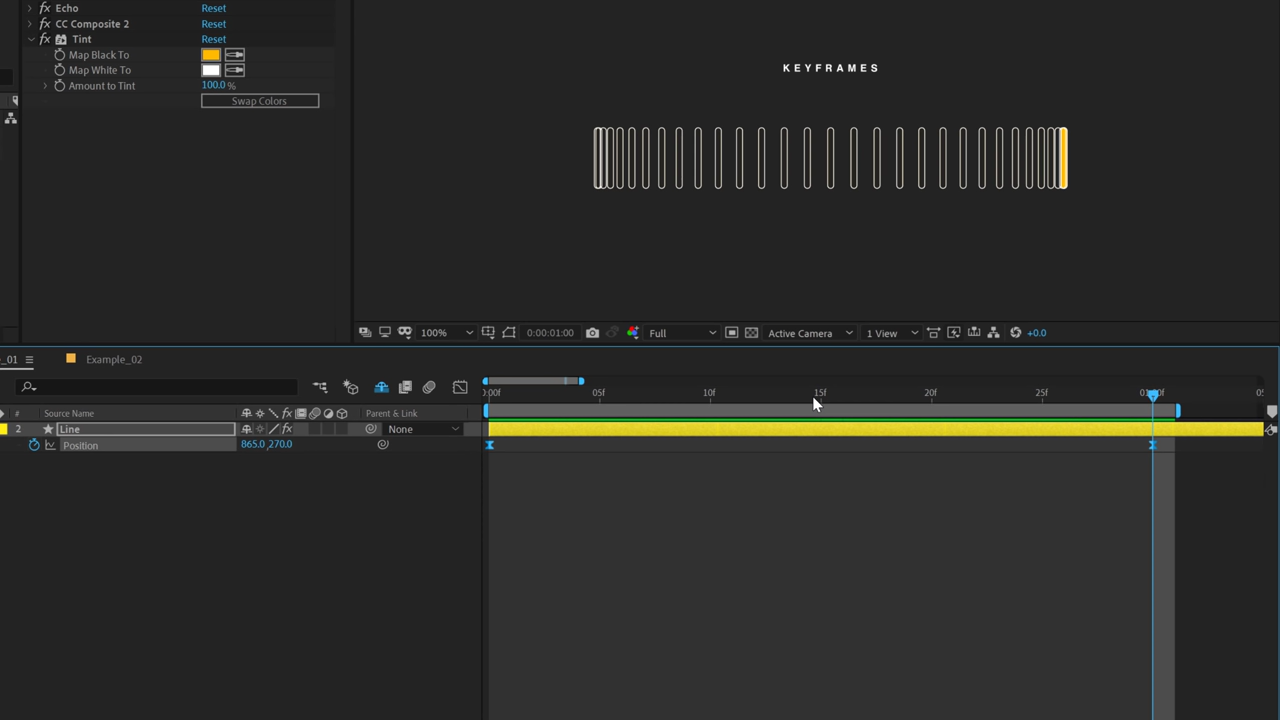 fx Echo Reset
fx CC Composite 2 Reset
fx Tint Reset
Map Black To
Map White To
Amount to Tint 100.0 %
Swap Colors
KEYFRAMES
100% 0:00:01:00 Full Active Camera 1 View +0.0
_01 Example_02
0:00f 05f 10f 15f 20f 25f
# Source Name fx Parent & Link
2 Line fx None
Position 865.0,270.0